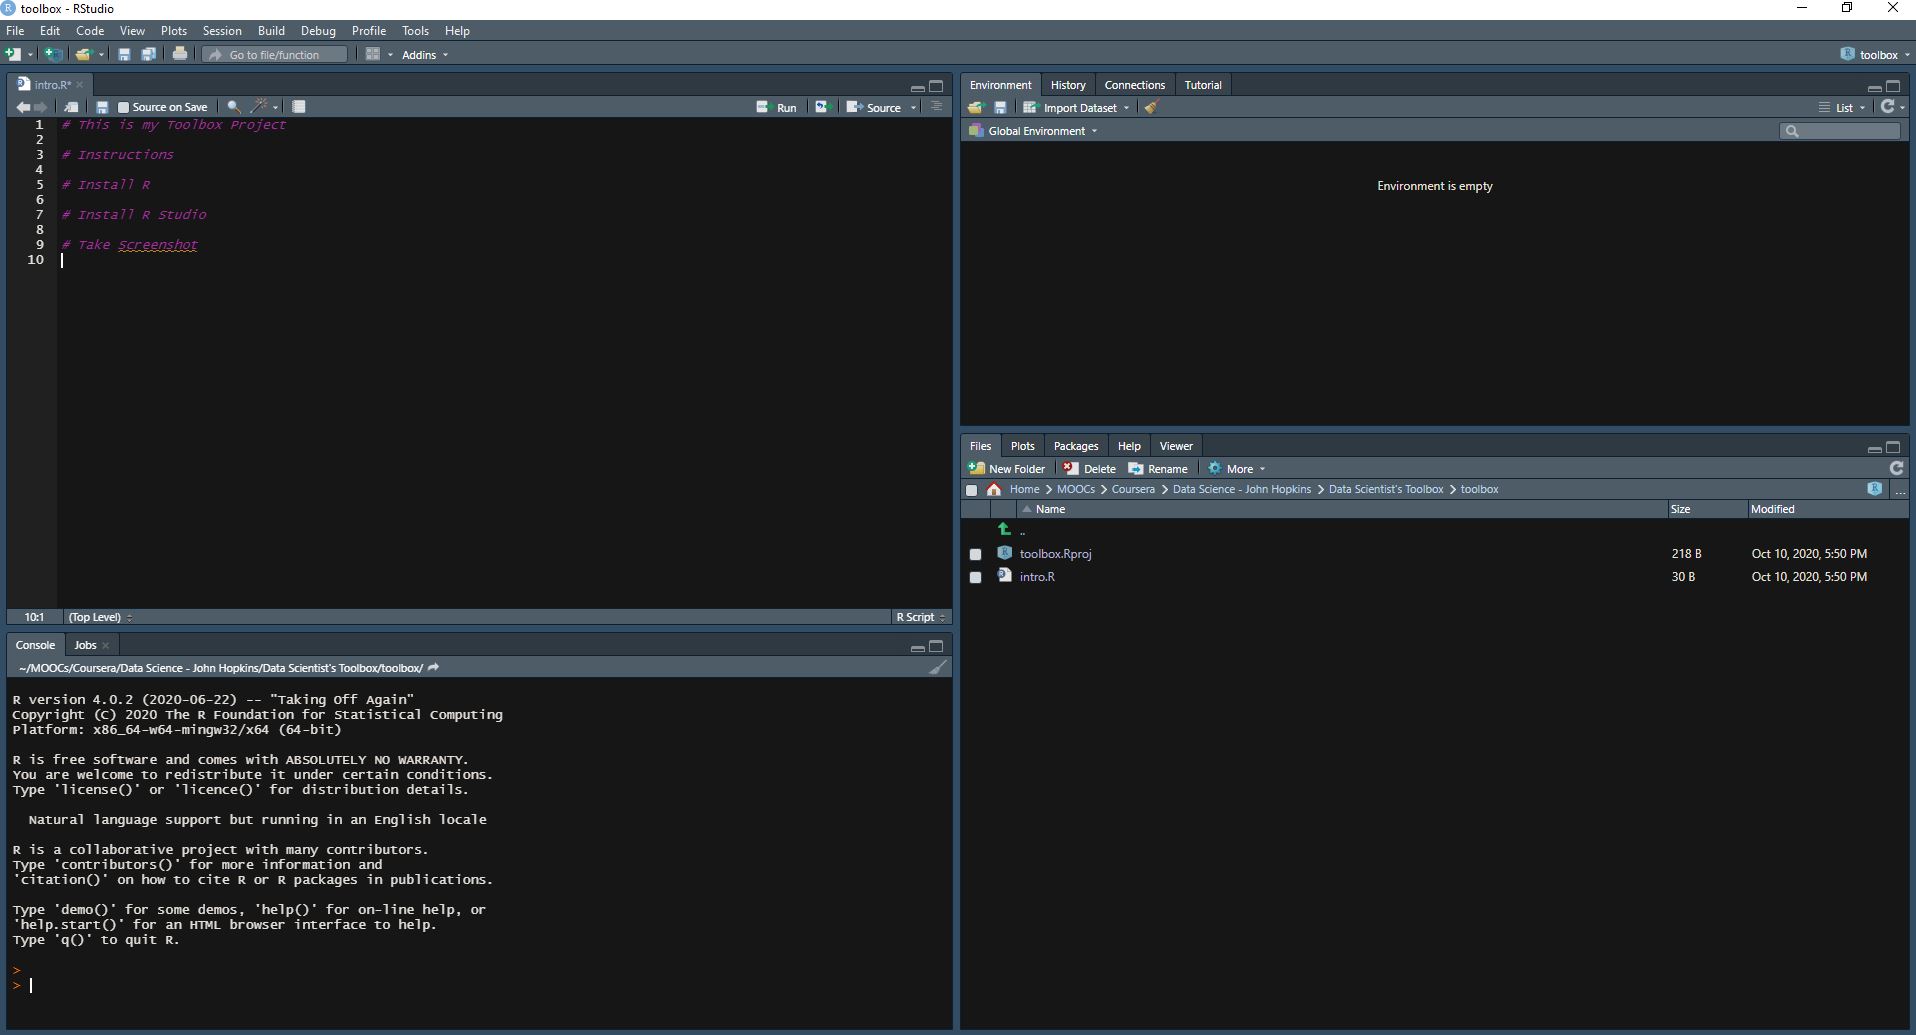 toolbox - RStudio
File Edit Code View Plots Session Build Debug Profile Tools Help
Go to file/function Addins toolbox
intro.R*
Source on Save Run Source
1 # This is my Toolbox Project
2
3 # Instructions
4
5 # Install R
6
7 # Install R Studio
8
9 # Take Screenshot
10
10:1 (Top Level) R Script
Console Jobs
~/MOOCs/Coursera/Data Science - John Hopkins/Data Scientist's Toolbox/toolbox/
R version 4.0.2 (2020-06-22) -- "Taking Off Again"
Copyright (C) 2020 The R Foundation for Statistical Computing
Platform: x86_64-w64-mingw32/x64 (64-bit)
R is free software and comes with ABSOLUTELY NO WARRANTY.
You are welcome to redistribute it under certain conditions.
Type 'license()' or 'licence()' for distribution details.
Natural language support but running in an English locale
R is a collaborative project with many contributors.
Type 'contributors()' for more information and
'citation()' on how to cite R or R packages in publications.
Type 'demo()' for some demos, 'help()' for on-line help, or
'help.start()' for an HTML browser interface to help.
Type 'q()' to quit R.
>
>
Environment History Connections Tutorial
Import Dataset List
Global Environment
Environment is empty
Files Plots Packages Help Viewer
New Folder Delete Rename More
Home > MOOCs > Coursera > Data Science - John Hopkins > Data Scientist's Toolbox > toolbox ...
Name Size Modified
..
toolbox.Rproj 218 B Oct 10, 2020, 5:50 PM
intro.R 30 B Oct 10, 2020, 5:50 PM